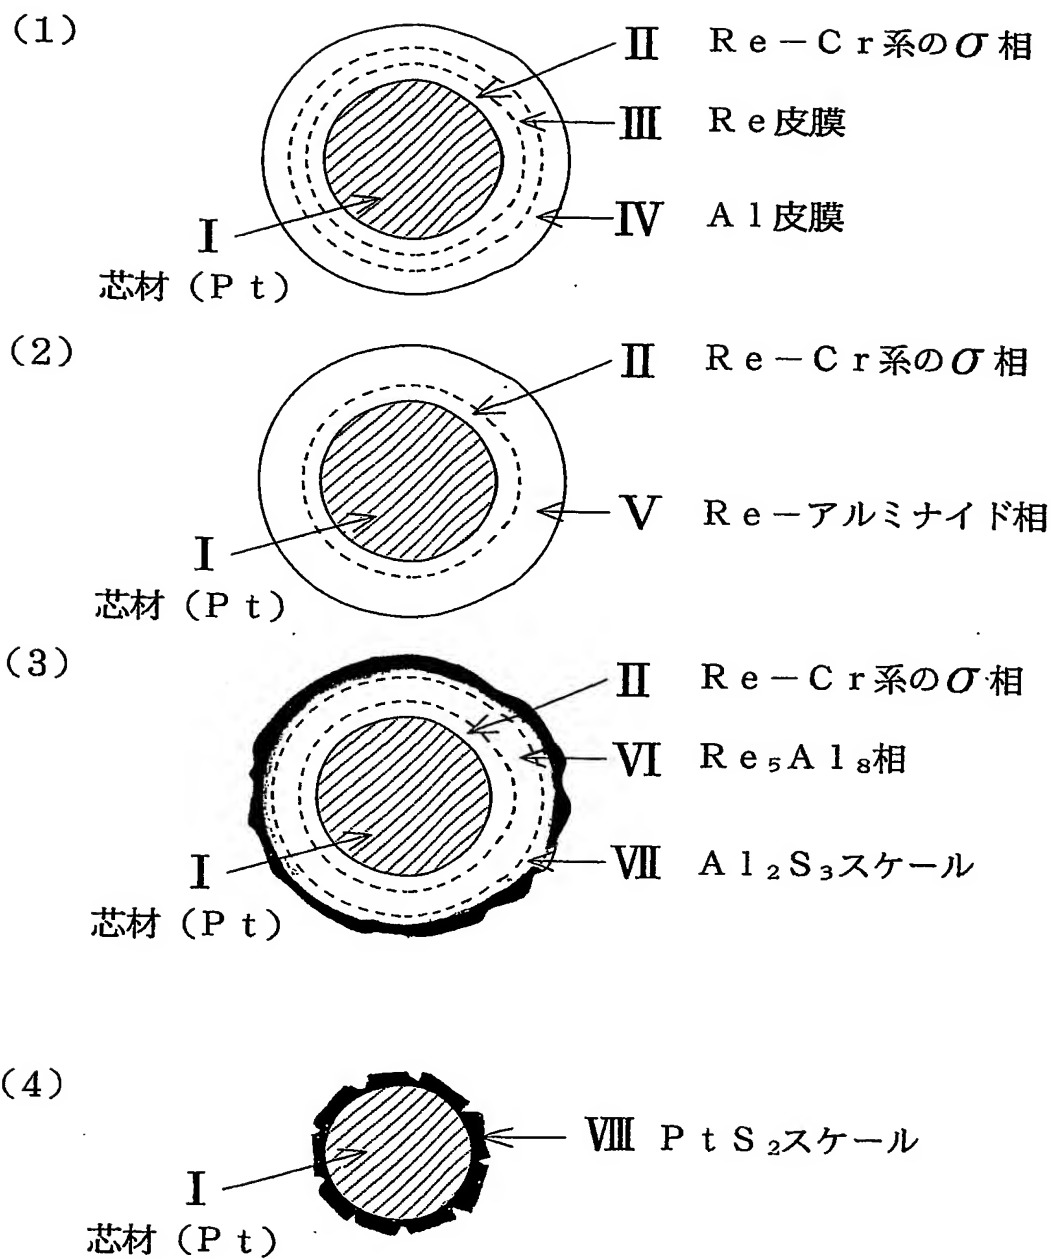 (1)
II Re－Cr系のσ相
III Re皮膜
IV Al皮膜
I
芯材(Pt)
(2)
II Re－Cr系のσ相
V Re－アルミナイド相
I
芯材(Pt)
(3)
II Re－Cr系のσ相
VI Re₅Al₈相
VII Al₂S₃スケール
I
芯材(Pt)
(4)
VIII PtS₂スケール
I
芯材(Pt)